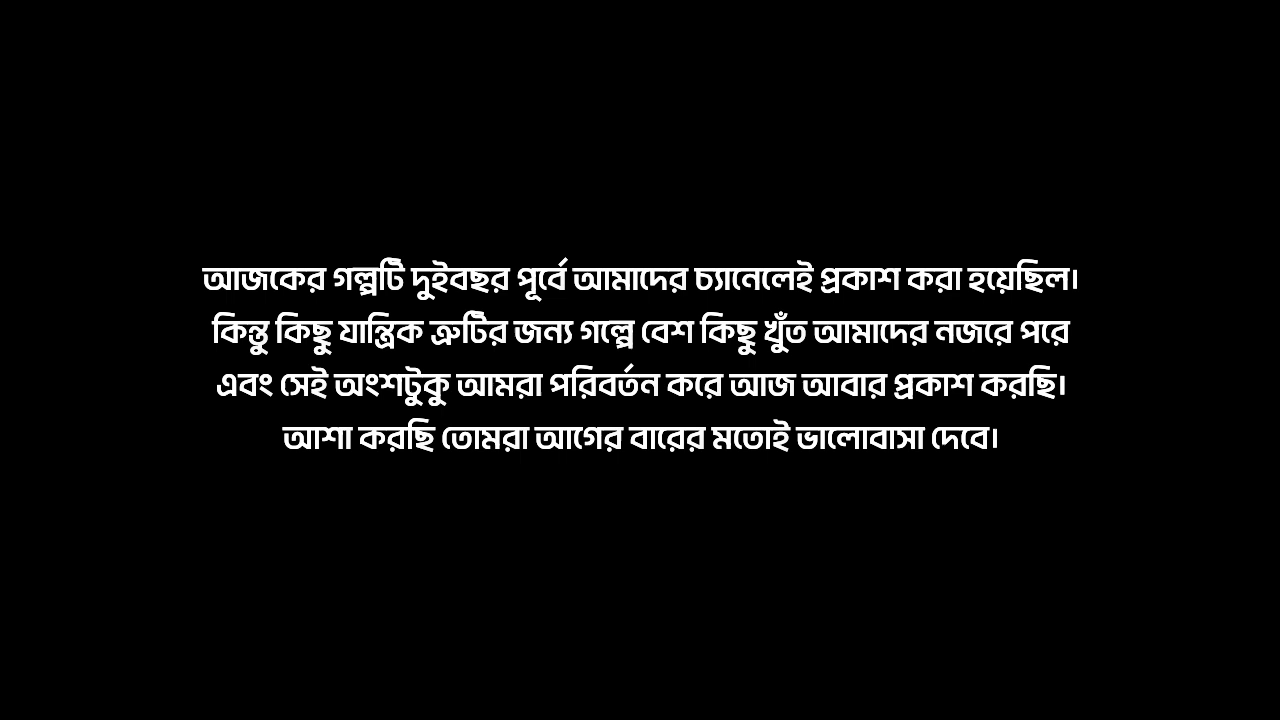 আজকের গল্পটি দুইবছর পূর্বে আমাদের চ্যানেলেই প্রকাশ করা হয়েছিল।
কিন্তু কিছু যান্ত্রিক ত্রুটির জন্য গল্পে বেশ কিছু খুঁত আমাদের নজরে পরে
এবং সেই অংশটুকু আমরা পরিবর্তন করে আজ আবার প্রকাশ করছি।
আশা করছি তোমরা আগের বারের মতোই ভালোবাসা দেবে।